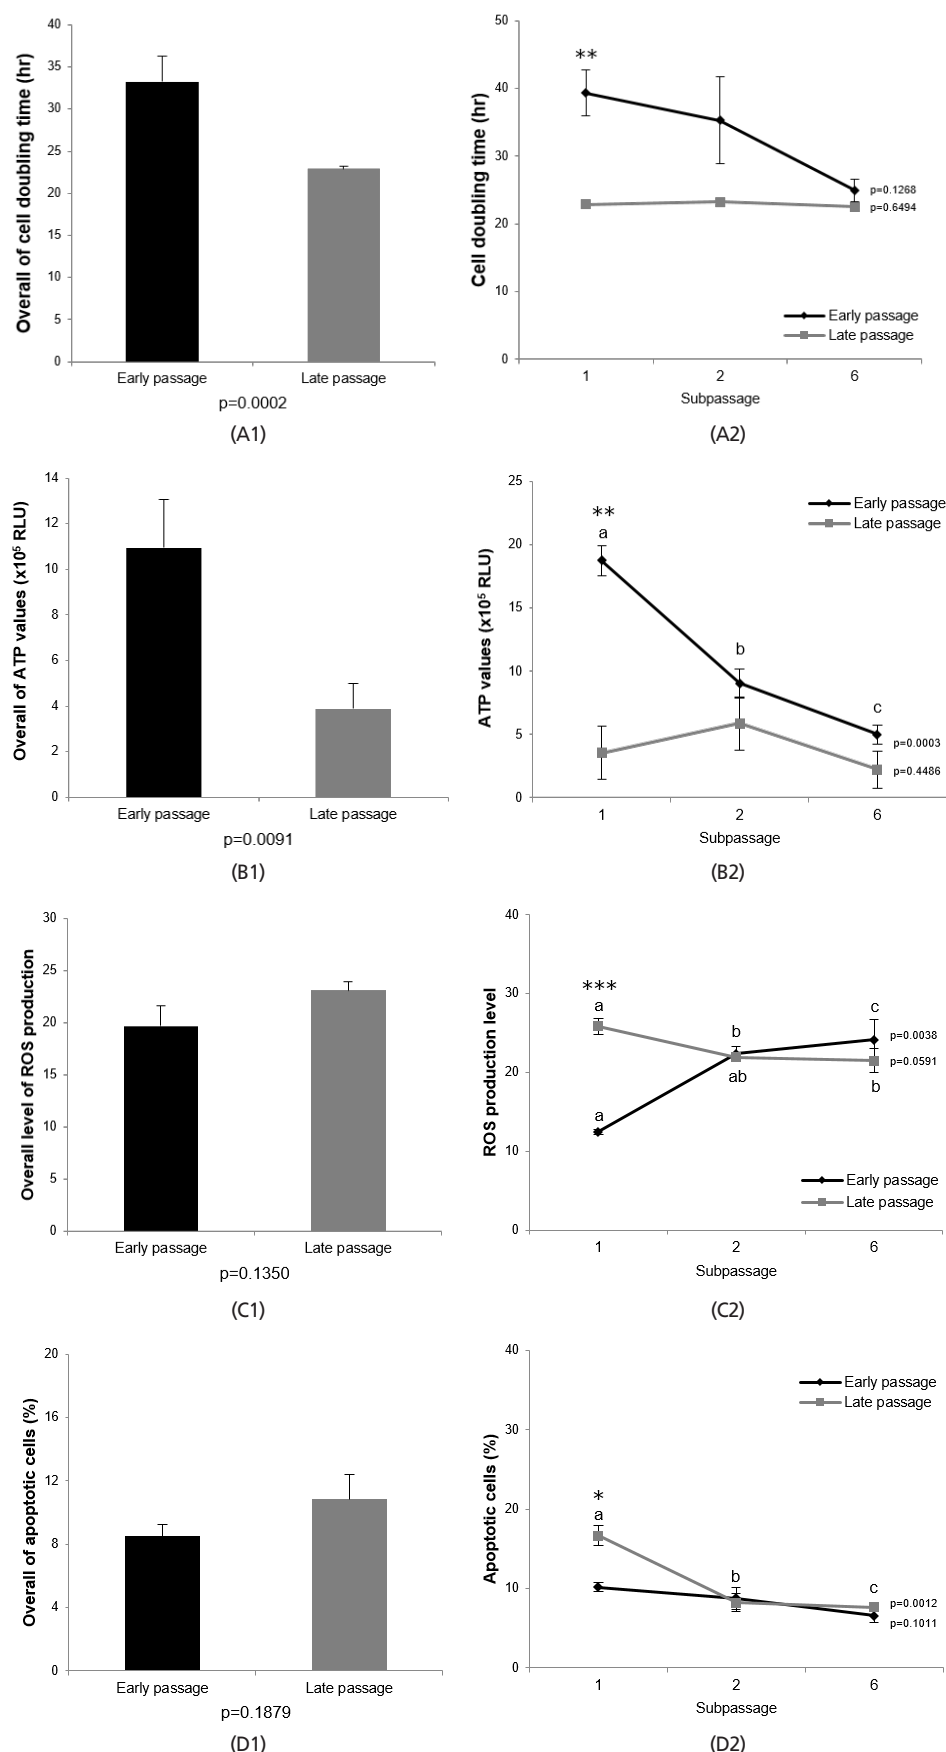 40
35
30
25
20
15
10
5
0
Overall of cell doubling time (hr)
Early passage
Late passage
p=0.0002
(A1)
50
40
30
20
10
0
Cell doubling time (hr)
**
p=0.1268
p=0.6494
Early passage
Late passage
1
2
6
Subpassage
(A2)
14
12
10
8
6
4
2
0
Overall of ATP values (x10⁵ RLU)
Early passage
Late passage
p=0.0091
(B1)
25
20
15
10
5
0
ATP values (x10⁵ RLU)
Early passage
Late passage
**
a
b
c
p=0.0003
p=0.4486
1
2
6
Subpassage
(B2)
30
25
20
15
10
5
0
Overall level of ROS production
Early passage
Late passage
p=0.1350
(C1)
40
30
20
10
0
ROS production level
***
a
b
c
p=0.0038
p=0.0591
ab
b
a
Early passage
Late passage
1
2
6
Subpassage
(C2)
20
16
12
8
4
0
Overall of apoptotic cells (%)
Early passage
Late passage
p=0.1879
(D1)
40
30
20
10
0
Apoptotic cells (%)
Early passage
Late passage
*
a
b
c
p=0.0012
p=0.1011
1
2
6
Subpassage
(D2)